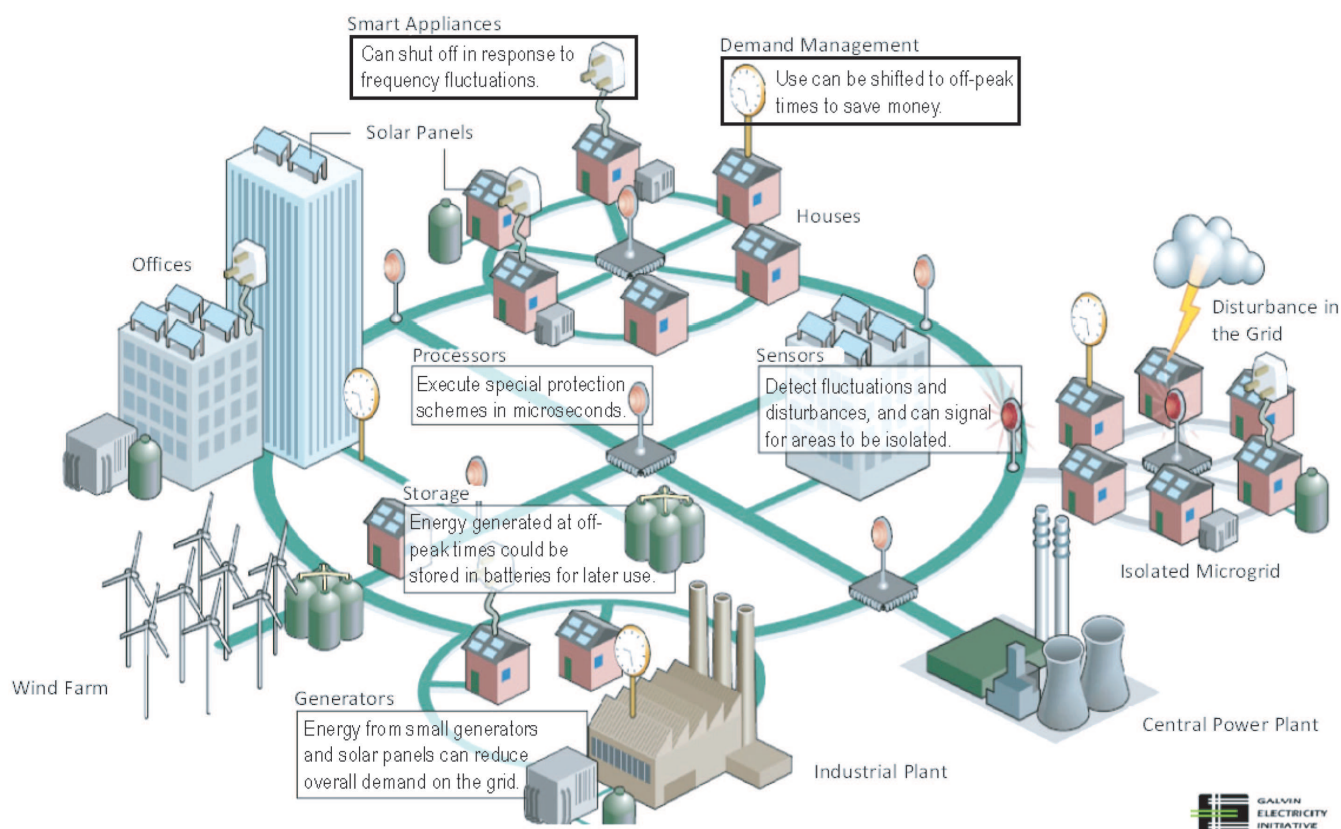 Smart Appliances
Can shut off in response to
frequency fluctuations.
Demand Management
Use can be shifted to off-peak
times to save money.
Solar Panels
Houses
Offices
Disturbance in
the Grid
Processors
Execute special protection
schemes in microseconds.
Sensors
Detect fluctuations and
disturbances, and can signal
for areas to be isolated.
Storage
Energy generated at off-
peak times could be
stored in batteries for later use.
Isolated Microgrid
Wind Farm
Generators
Energy from small generators
and solar panels can reduce
overall demand on the grid.
Industrial Plant
Central Power Plant
GALVIN
ELECTRICITY
INITIATIVE